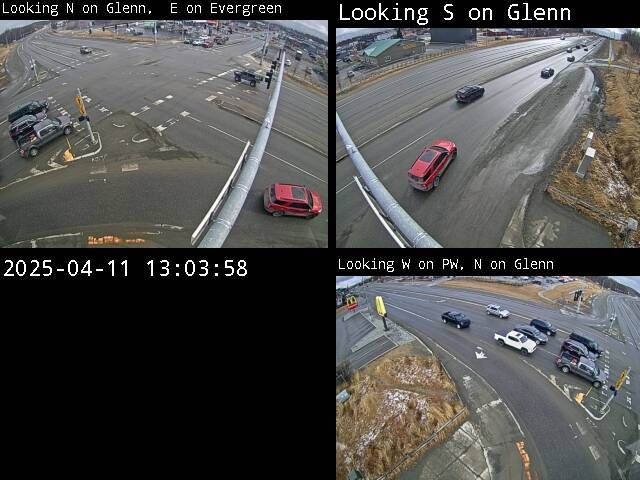 Looking N on Glenn,  E on Evergreen
Looking S on Glenn
2025-04-11 13:03:58
Looking W on PW, N on Glenn